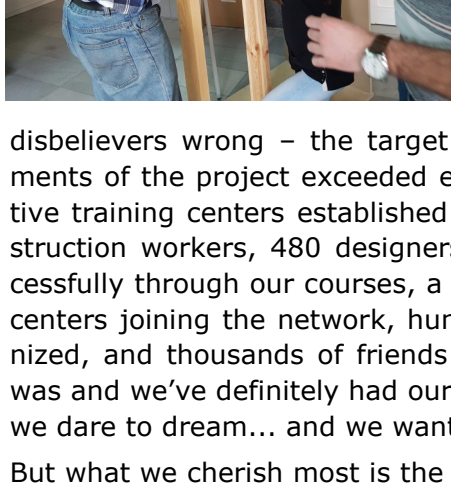 disbelievers wrong – the target
ments of the project exceeded
tive training centers established
struction workers, 480 designers
cessfully through our courses, a
centers joining the network,
nized, and thousands of friends
was and we’ve definitely had our
we dare to dream... and we want
But what we cherish most is the